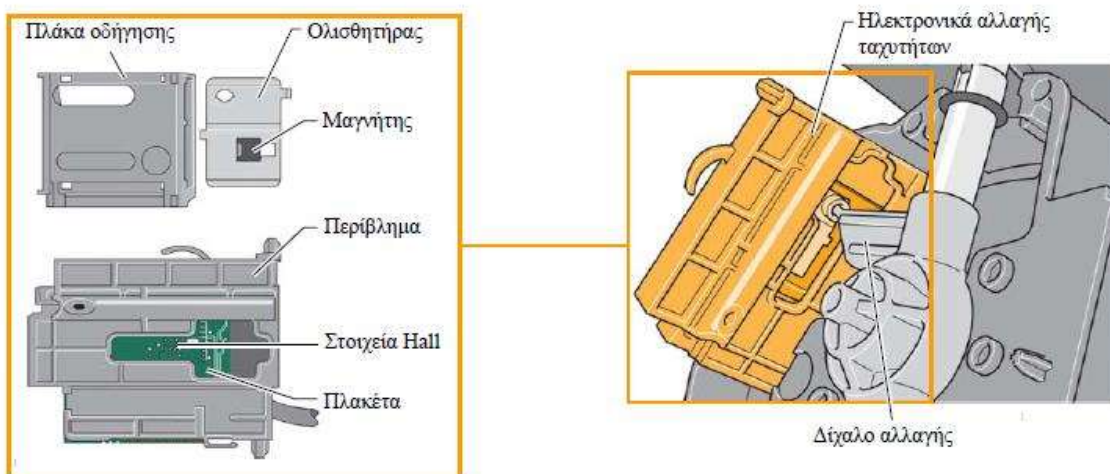 Πλάκα οδήγησης
Ολισθητήρας
Μαγνήτης
Περίβλημα
Στοιχεία Hall
Πλακέτα
Ηλεκτρονικά αλλαγής
ταχυτήτων
Δίχαλο αλλαγής